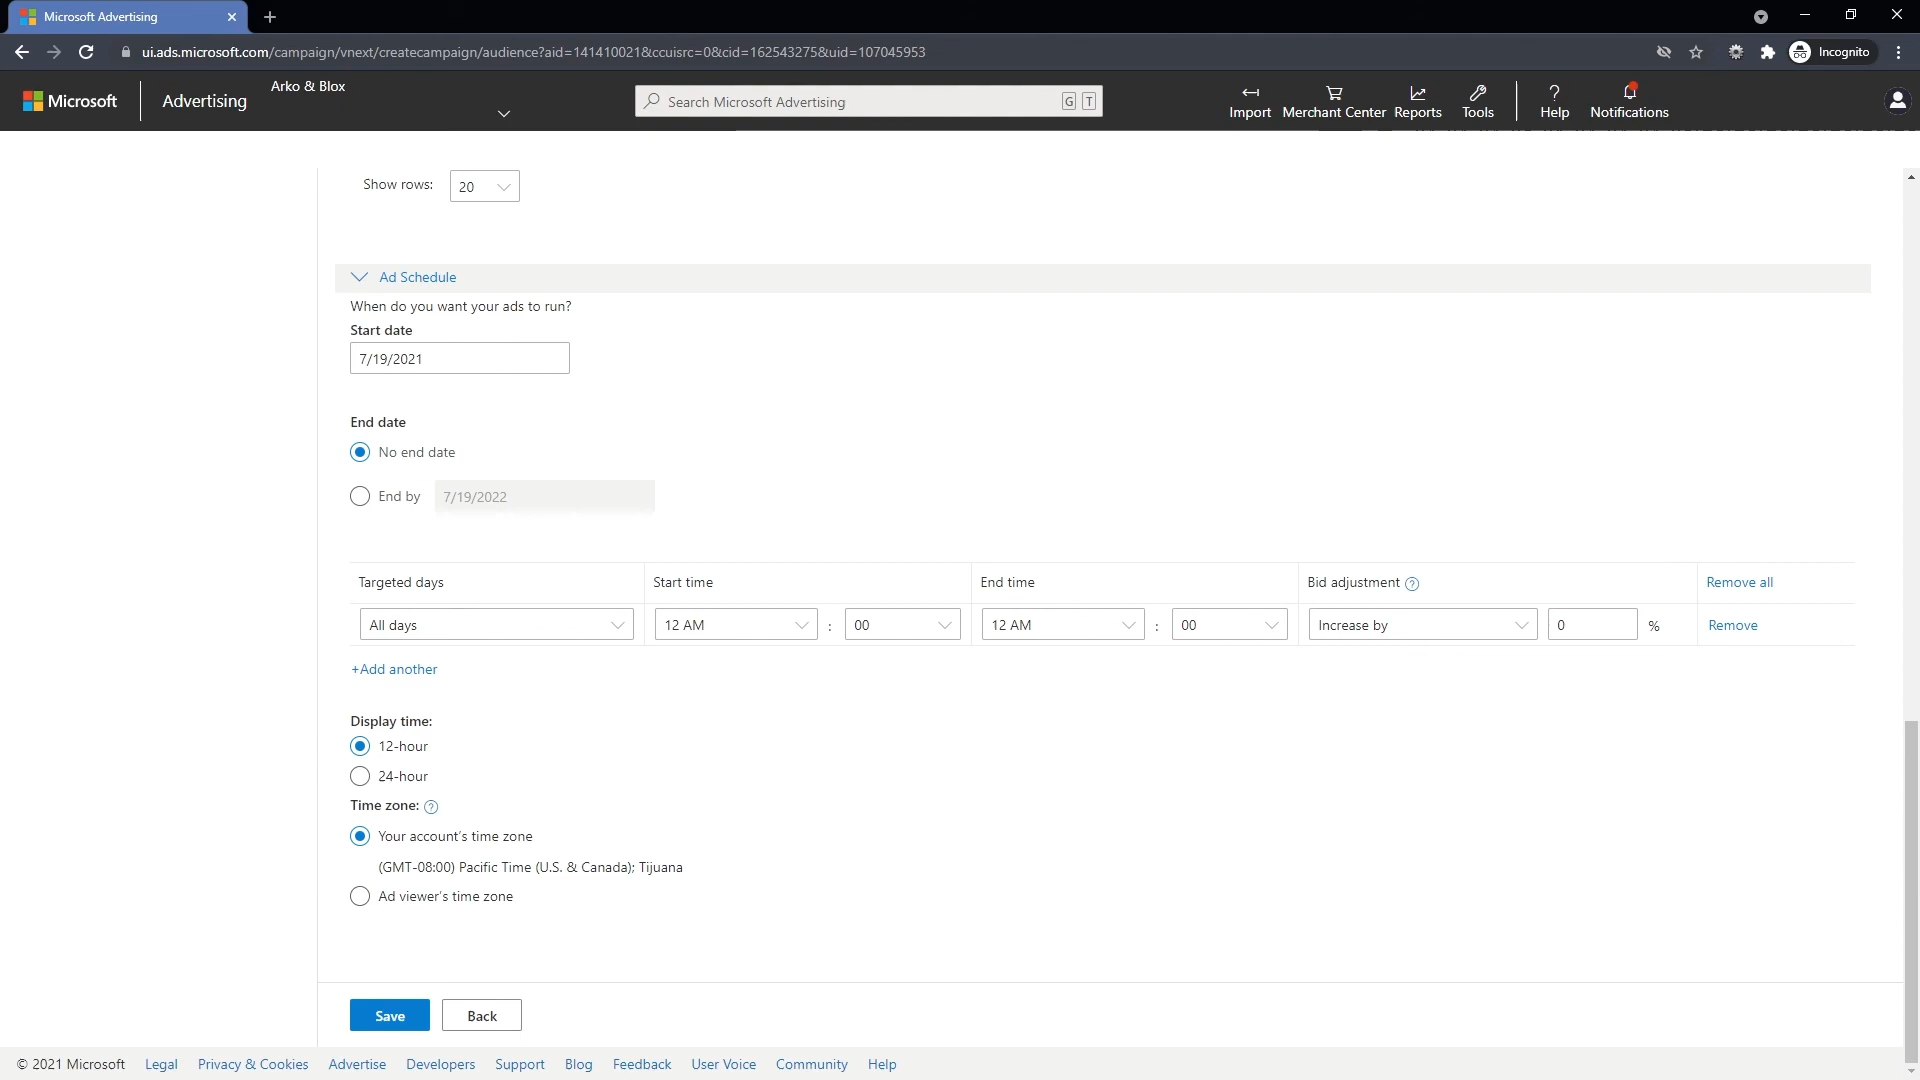 Microsoft Advertising
ui.ads.microsoft.com/campaign/vnext/createcampaign/audience?aid=141410021&ccuisrc=0&cid=162543275&uid=107045953
Incognito
Microsoft Advertising
Arko & Blox
Search Microsoft Advertising G T
Import Merchant Center Reports Tools Help Notifications
Show rows: 20
Ad Schedule
When do you want your ads to run?
Start date
7/19/2021
End date
No end date
End by 7/19/2022
Targeted days Start time End time Bid adjustment ? Remove all
All days 12 AM : 00 12 AM : 00 Increase by 0 % Remove
+Add another
Display time:
12-hour
24-hour
Time zone: ?
Your account's time zone
(GMT-08:00) Pacific Time (U.S. & Canada); Tijuana
Ad viewer's time zone
Save Back
© 2021 Microsoft Legal Privacy & Cookies Advertise Developers Support Blog Feedback User Voice Community Help